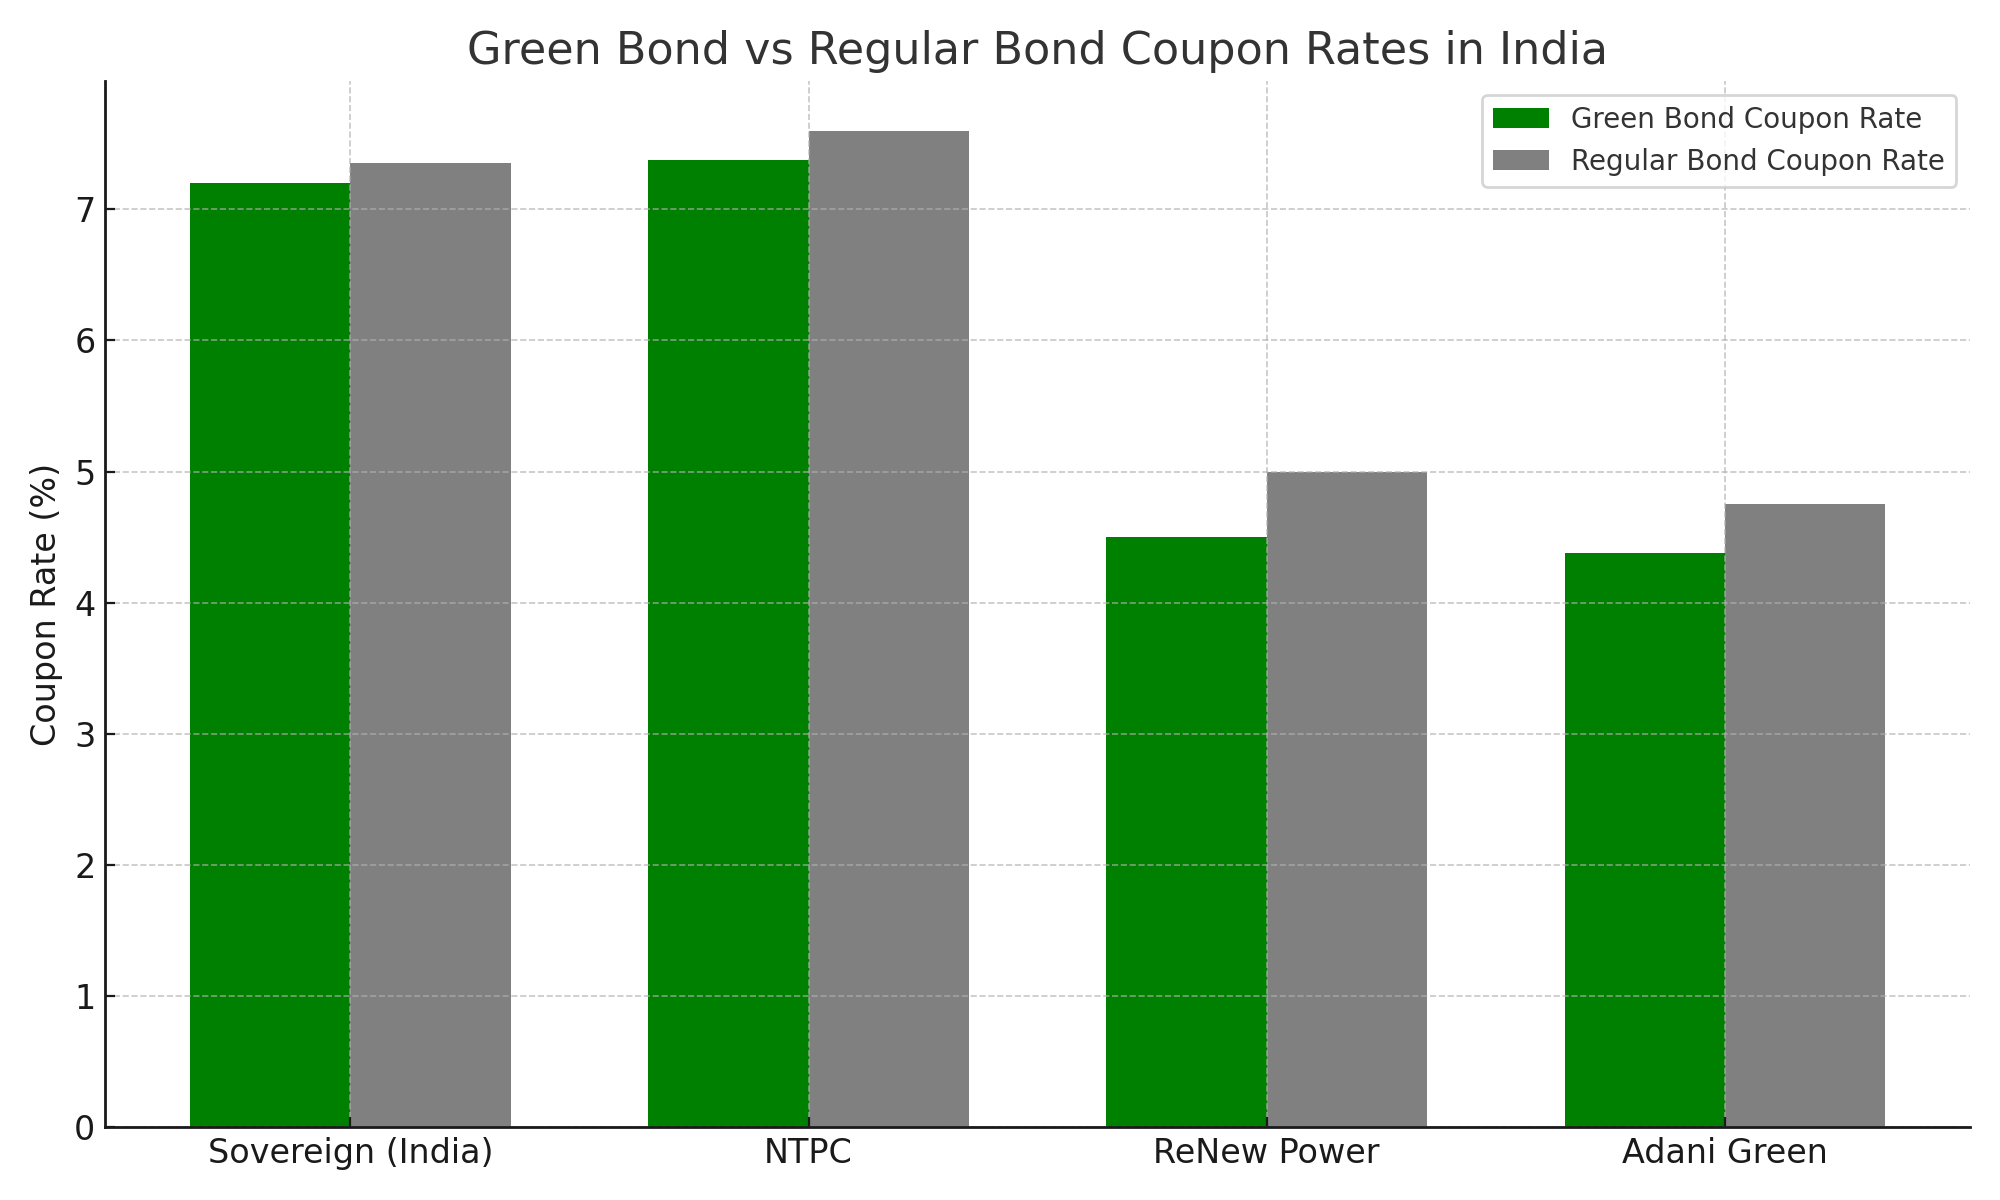 Green Bond vs Regular Bond Coupon Rates in India
Green Bond Coupon Rate
Regular Bond Coupon Rate
Coupon Rate (%)
7
6
5
4
3
2
1
0
Sovereign (India)
NTPC
ReNew Power
Adani Green